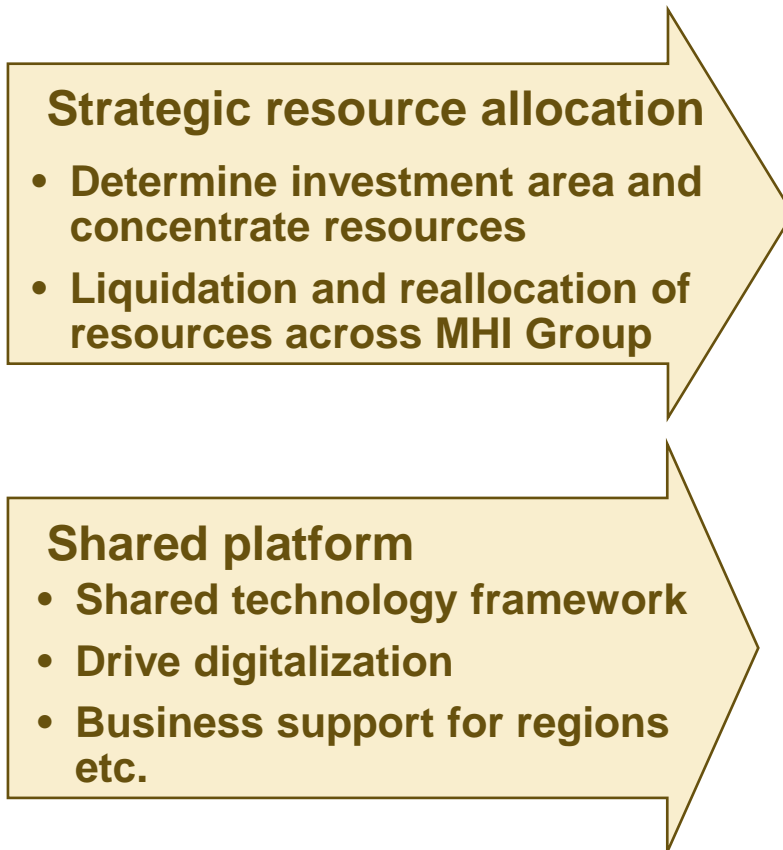 Strategic resource allocation
• Determine investment area and
concentrate resources
• Liquidation and reallocation of
resources across MHI Group
Shared platform
• Shared technology framework
• Drive digitalization
• Business support for regions
etc.